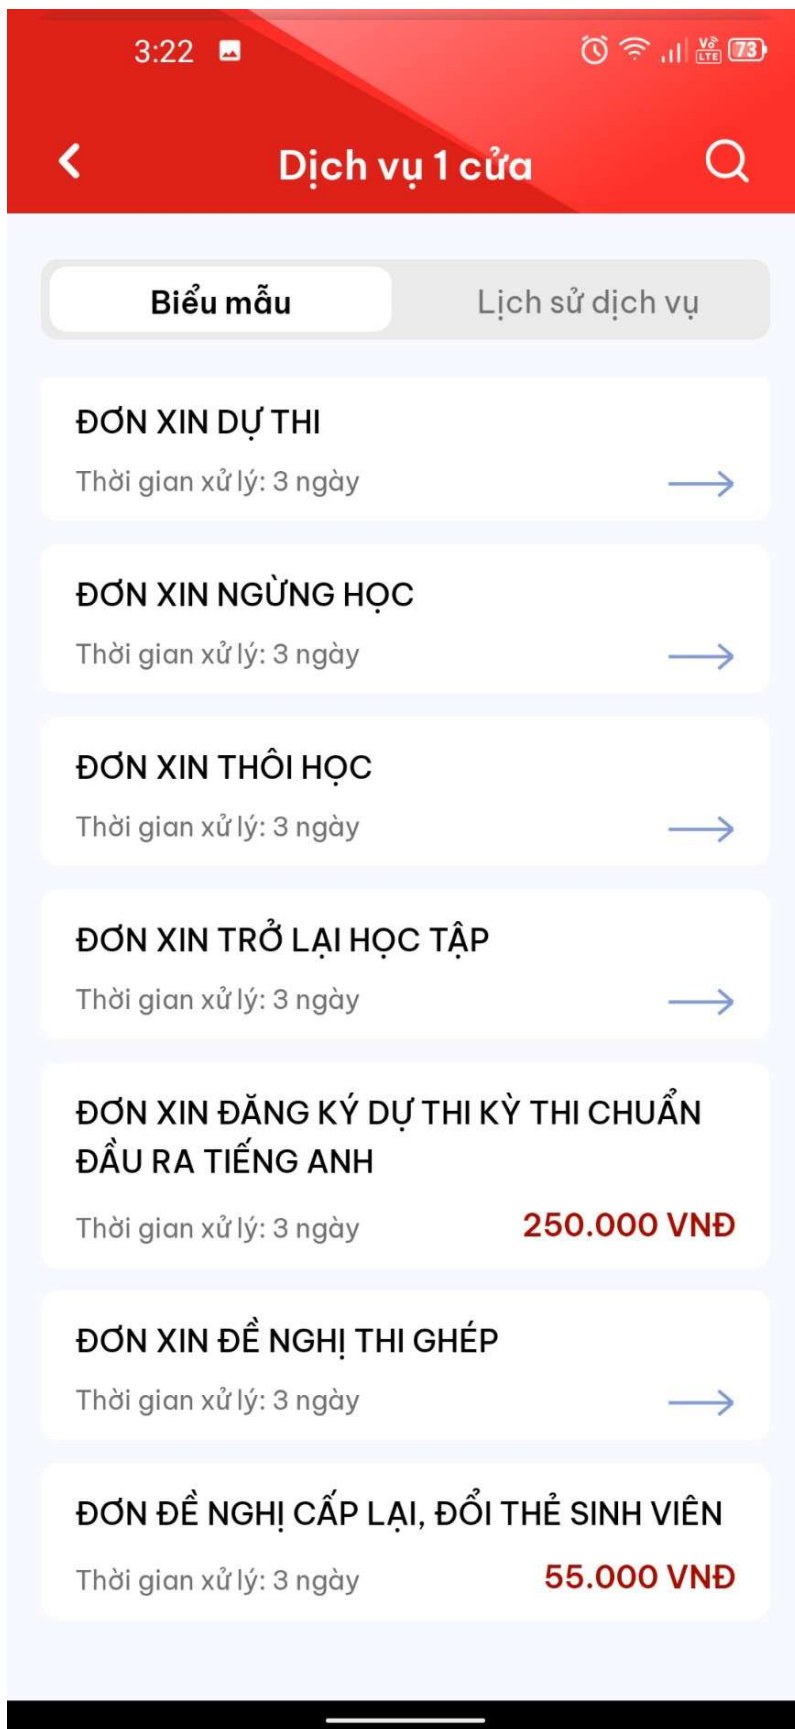 3:22
Vo LTE 73
Dịch vụ 1 cửa
Biểu mẫu
Lịch sử dịch vụ
ĐƠN XIN DỰ THI
Thời gian xử lý: 3 ngày
ĐƠN XIN NGỪNG HỌC
Thời gian xử lý: 3 ngày
ĐƠN XIN THÔI HỌC
Thời gian xử lý: 3 ngày
ĐƠN XIN TRỞ LẠI HỌC TẬP
Thời gian xử lý: 3 ngày
ĐƠN XIN ĐĂNG KÝ DỰ THI KỲ THI CHUẨN
ĐẦU RA TIẾNG ANH
Thời gian xử lý: 3 ngày
250.000 VNĐ
ĐƠN XIN ĐỀ NGHỊ THI GHÉP
Thời gian xử lý: 3 ngày
ĐƠN ĐỀ NGHỊ CẤP LẠI, ĐỔI THẺ SINH VIÊN
Thời gian xử lý: 3 ngày
55.000 VNĐ